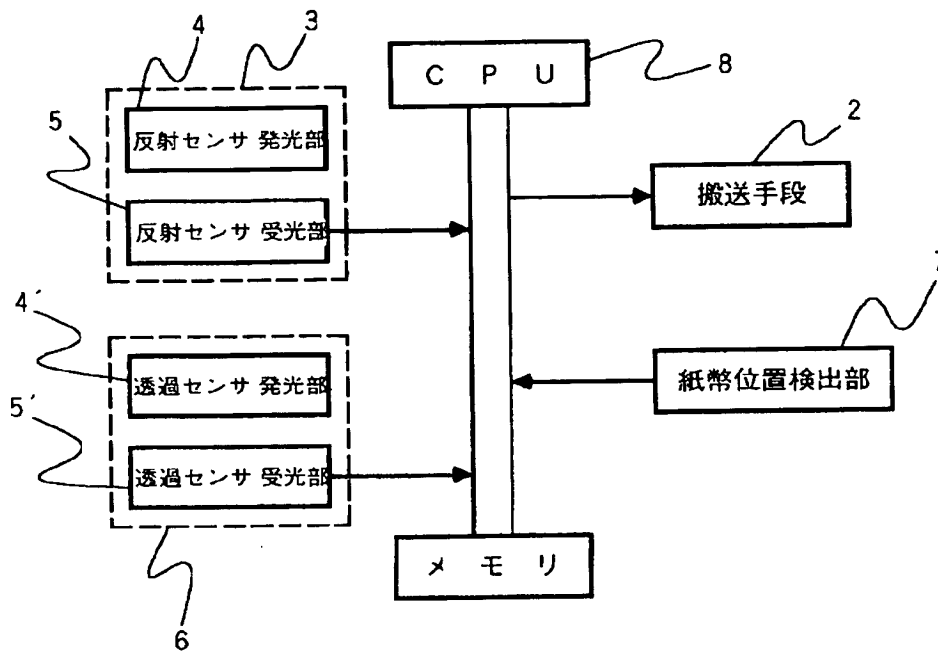 4
3
CPU
8
5
反射センサ 発光部
2
搬送手段
反射センサ 受光部
4′
透過センサ 発光部
紙幣位置検出部
5′
透過センサ 受光部
メモリ
6